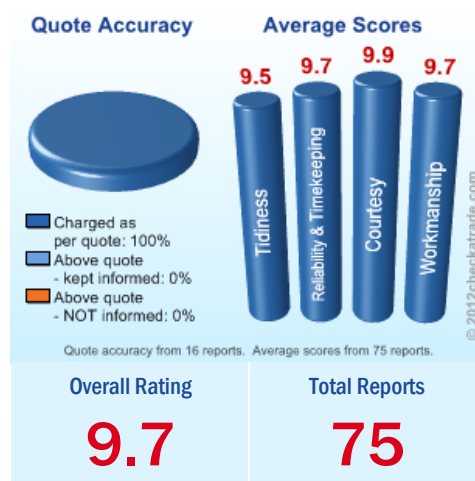 Quote Accuracy
Average Scores
9.5
9.7
9.9
9.7
Tidiness
Reliability & Timekeeping
Courtesy
Workmanship
Charged as
per quote: 100%
Above quote
- kept informed: 0%
Above quote
- NOT informed: 0%
© 2012checkatrade.com
Quote accuracy from 16 reports. Average scores from 75 reports.
Overall Rating
Total Reports
9.7
75